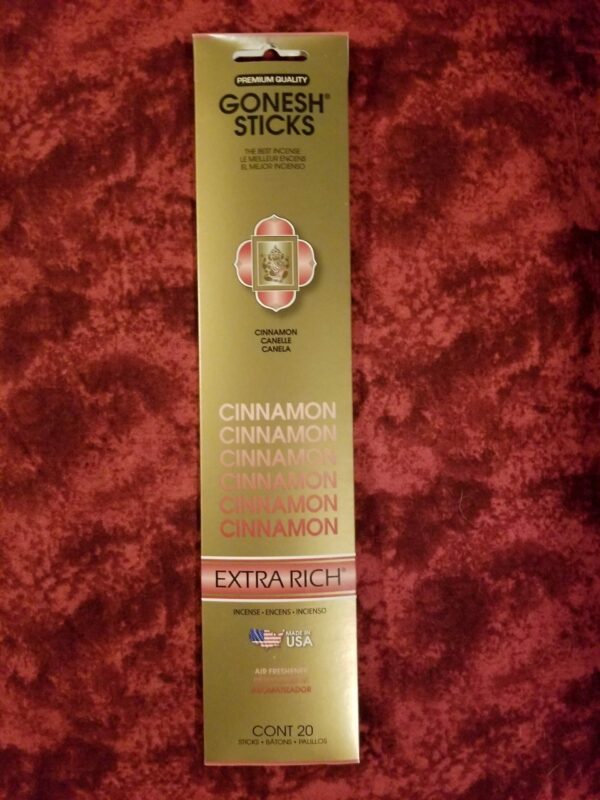 PREMIUM QUALITY
GONESH®
STICKS
THE BEST INCENSE
LE MEILLEUR ENCENS
EL MEJOR INCIENSO
CINNAMON
CANELLE
CANELA
CINNAMON
CINNAMON
CINNAMON
CINNAMON
CINNAMON
CINNAMON
EXTRA RICH®
INCENSE • ENCENS • INCIENSO
MADE IN
USA
AIR FRESHENER
AROMATIZADOR
CONT 20
STICKS • BÂTONS • PALILLOS